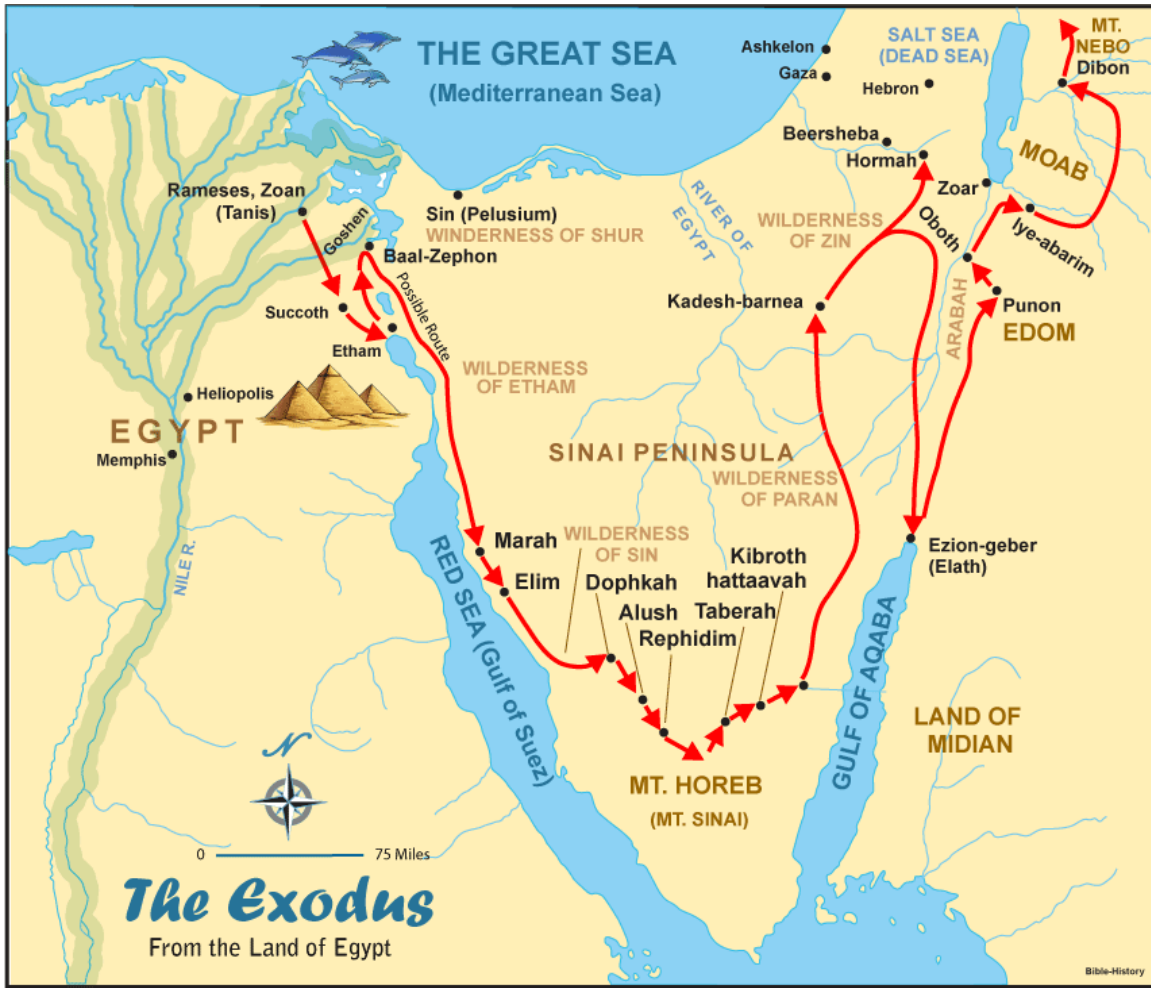 THE GREAT SEA
(Mediterranean Sea)
Ashkelon
Gaza
SALT SEA
(DEAD SEA)
Hebron
MT.
NEBO
Dibon
Beersheba
Hormah
MOAB
Zoar
Rameses, Zoan
(Tanis)
Goshen
Sin (Pelusium)
WINDERNESS OF SHUR
Baal-Zephon
RIVER OF
EGYPT
WILDERNESS
OF ZIN
Oboth
Iye-abarim
Possible Route
Succoth
Etham
Kadesh-barnea
ARABAH
Punon
EDOM
WILDERNESS
OF ETHAM
Heliopolis
EGYPT
Memphis
SINAI PENINSULA
WILDERNESS
OF PARAN
NILE R.
RED SEA (Gulf of Suez)
Marah
Elim
WILDERNESS
OF SIN
Dophkah
Alush
Rephidim
Kibroth
hattaavah
Taberah
Ezion-geber
(Elath)
GULF OF AQABA
LAND OF
MIDIAN
MT. HOREB
(MT. SINAI)
N
0 75 Miles
The Exodus
From the Land of Egypt
Bible-History